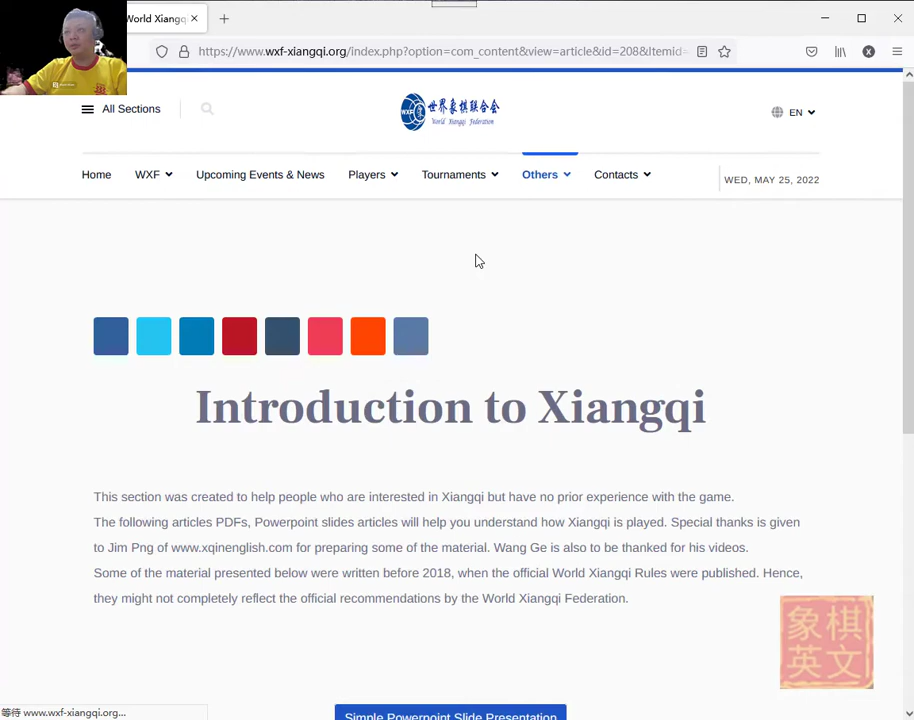 World Xiangq
https://www.wxf-xiangqi.org/index.php?option=com_content&view=article&id=208&Itemid=
All Sections
WXF
世界象棋联合会
World Xiangqi Federation
EN
Home
WXF
Upcoming Events & News
Players
Tournaments
Others
Contacts
WED, MAY 25, 2022
Introduction to Xiangqi
This section was created to help people who are interested in Xiangqi but have no prior experience with the game.
The following articles PDFs, Powerpoint slides articles will help you understand how Xiangqi is played. Special thanks is given
to Jim Png of www.xqinenglish.com for preparing some of the material. Wang Ge is also to be thanked for his videos.
Some of the material presented below were written before 2018, when the official World Xiangqi Rules were published. Hence,
they might not completely reflect the official recommendations by the World Xiangqi Federation.
象棋
英文
等待 www.wxf-xiangqi.org...
Simple Powerpoint Slide Presentation